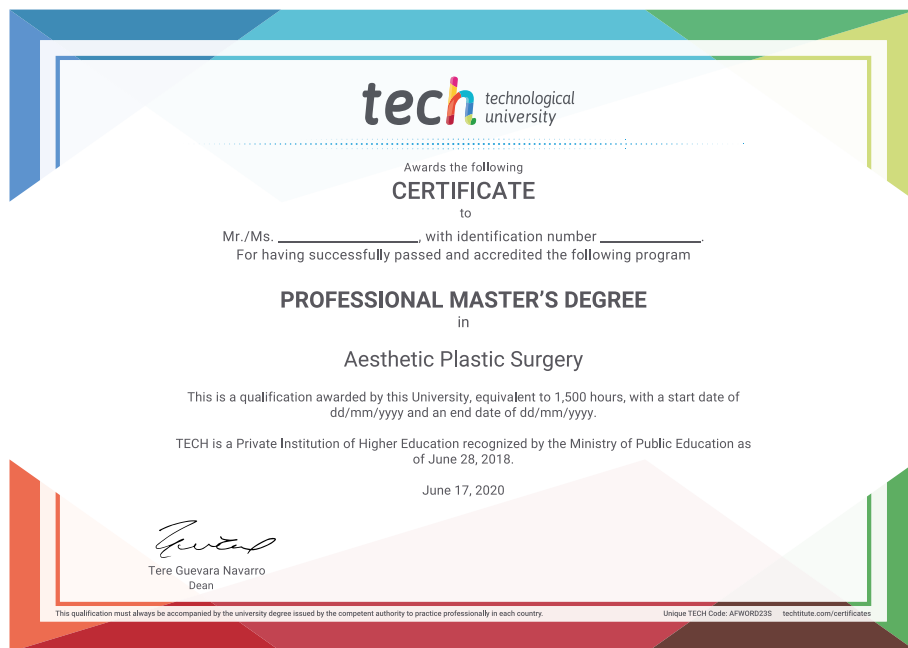 tech technological
university
Awards the following
CERTIFICATE
to
Mr./Ms. ____________________, with identification number ______________.
For having successfully passed and accredited the following program
PROFESSIONAL MASTER'S DEGREE
in
Aesthetic Plastic Surgery
This is a qualification awarded by this University, equivalent to 1,500 hours, with a start date of
dd/mm/yyyy and an end date of dd/mm/yyyy.
TECH is a Private Institution of Higher Education recognized by the Ministry of Public Education as
of June 28, 2018.
June 17, 2020
Tere Guevara Navarro
Dean
This qualification must always be accompanied by the university degree issued by the competent authority to practice professionally in each country. Unique TECH Code: AFWORD23S techtitute.com/certificates